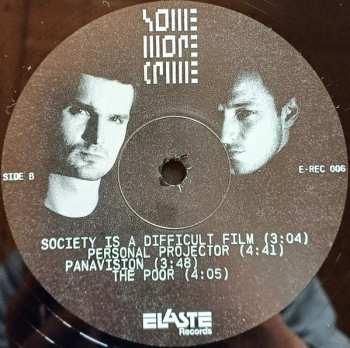 SOME
MORE
CRIME
SIDE B
E-REC 006
SOCIETY IS A DIFFICULT FILM (3:04)
PERSONAL PROJECTOR (4:41)
PANAVISION (3:48)
THE POOR (4:05)
ELASTE
Records